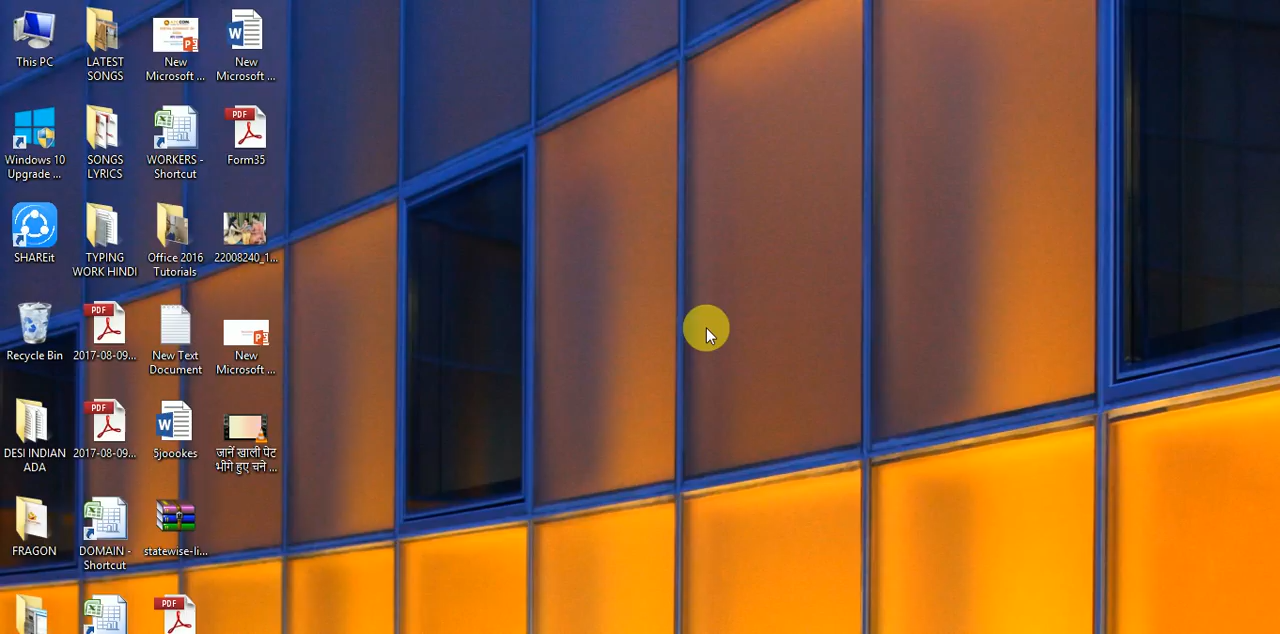 This PC
LATEST
SONGS
New
Microsoft ...
New
Microsoft ...
Windows 10
Upgrade ...
SONGS
LYRICS
WORKERS -
Shortcut
PDF
Form35
SHAREit
TYPING
WORK HINDI
Office 2016
Tutorials
22008240_1...
Recycle Bin
PDF
2017-08-09...
New Text
Document
New
Microsoft ...
DESI INDIAN
ADA
PDF
2017-08-09...
5joookes
जानें खाली पेट
भीगे हुए चने ...
FRAGON
DOMAIN -
Shortcut
statewise-li...
PDF